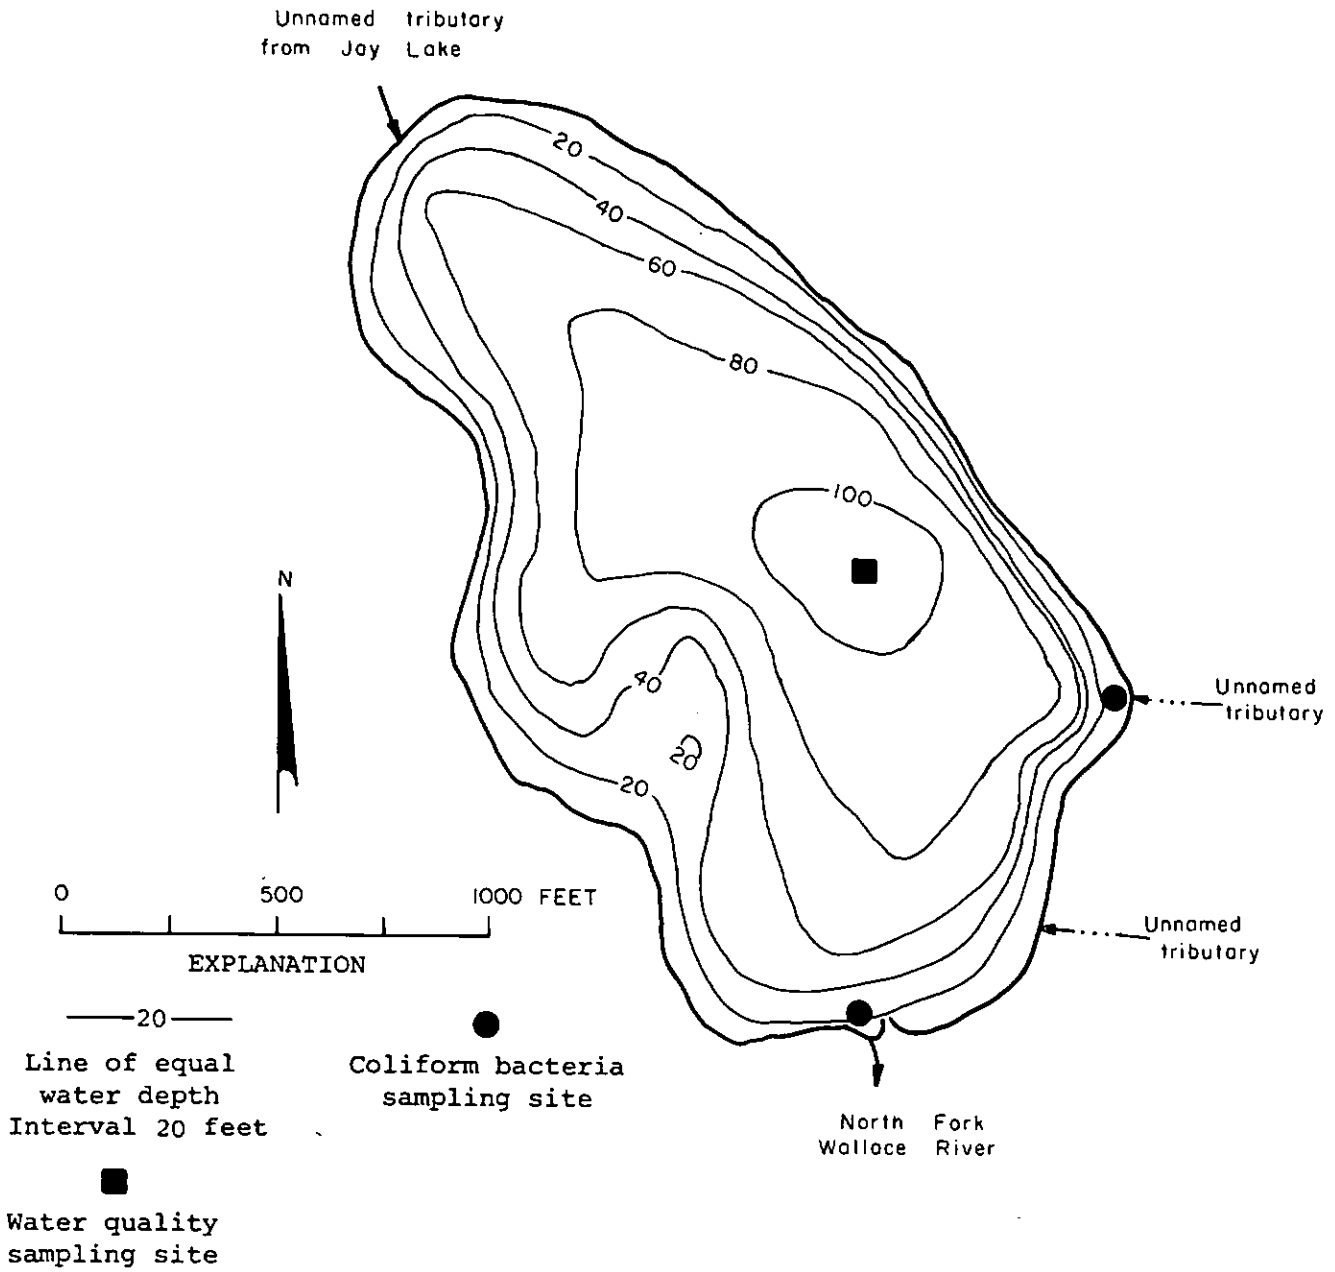 Unnamed tributary
from Jay Lake
20
40
60
80
100
N
40
20
20
Unnamed
tributary
Unnamed
tributary
0 500 1000 FEET
EXPLANATION
20
Line of equal
water depth
Interval 20 feet
Coliform bacteria
sampling site
Water quality
sampling site
North Fork
Wallace River